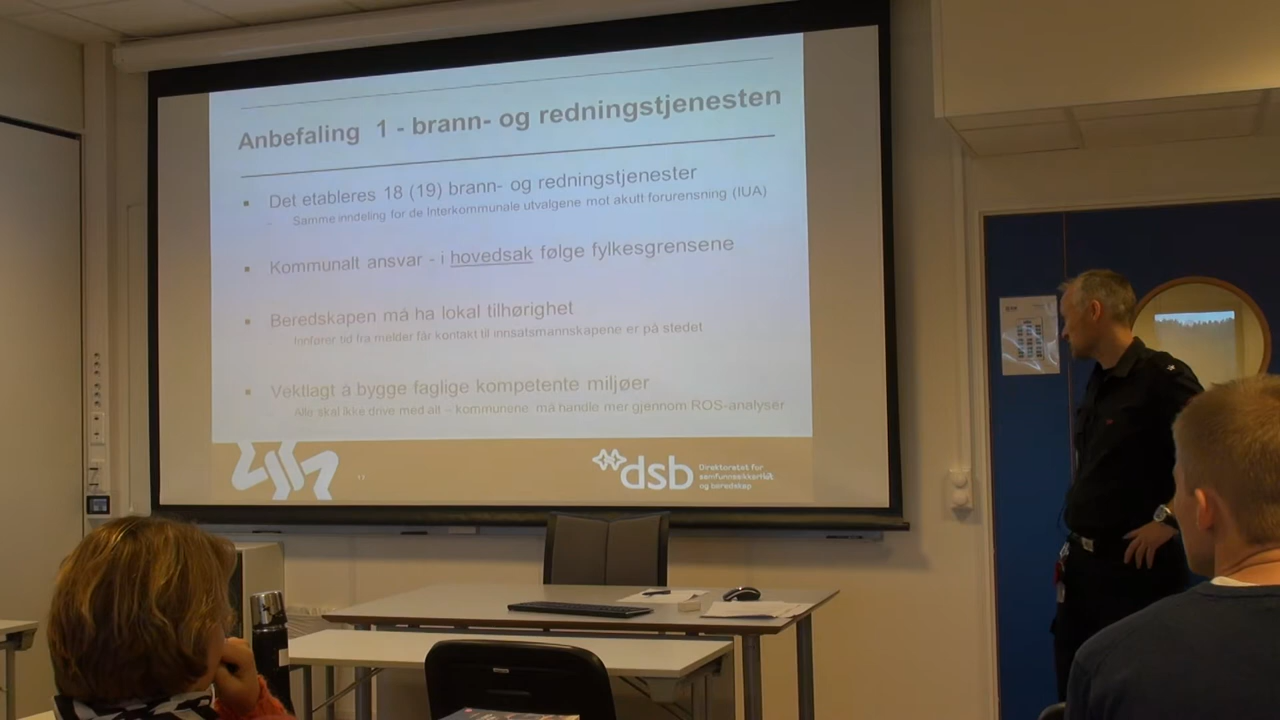 Anbefaling 1 - brann- og redningstjenesten
Det etableres 18 (19) brann- og redningstjenester
Samme inndeling for de Interkommunale utvalgene mot akutt forurensning (IUA)
Kommunalt ansvar - i hovedsak følge fylkesgrensene
Beredskapen må ha lokal tilhørighet
Innfører tid fra melder får kontakt til innsatsmannskapene er på stedet
Vektlagt å bygge faglige kompetente miljøer
Alle skal ikke drive med alt – kommunene må handle mer gjennom ROS-analyser
dsb
Direktoratet for
samfunnssikkerhet
og beredskap